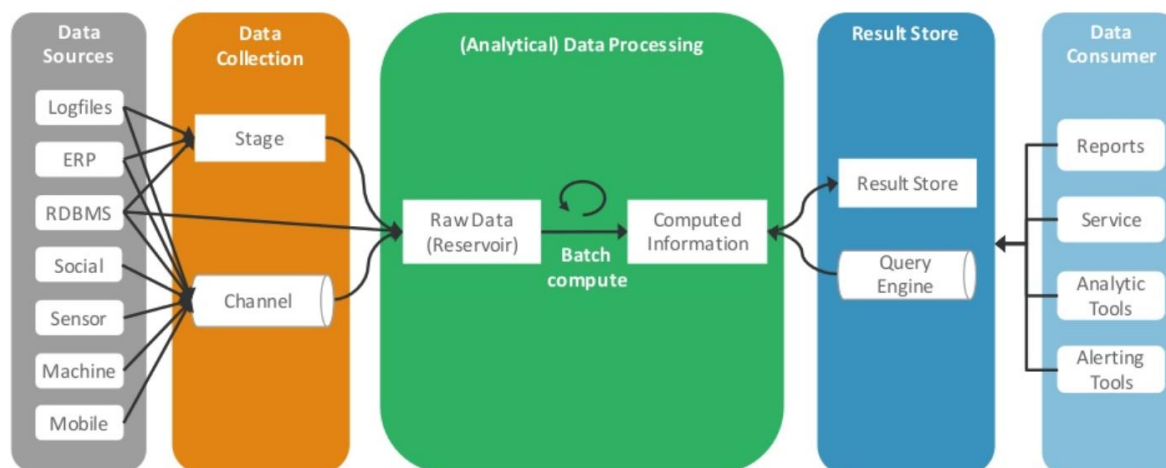 Data
Sources
Logfiles
ERP
RDBMS
Social
Sensor
Machine
Mobile
Data
Collection
Stage
Channel
(Analytical) Data Processing
Raw Data
(Reservoir)
Batch
compute
Computed
Information
Result Store
Result Store
Query
Engine
Data
Consumer
Reports
Service
Analytic
Tools
Alerting
Tools